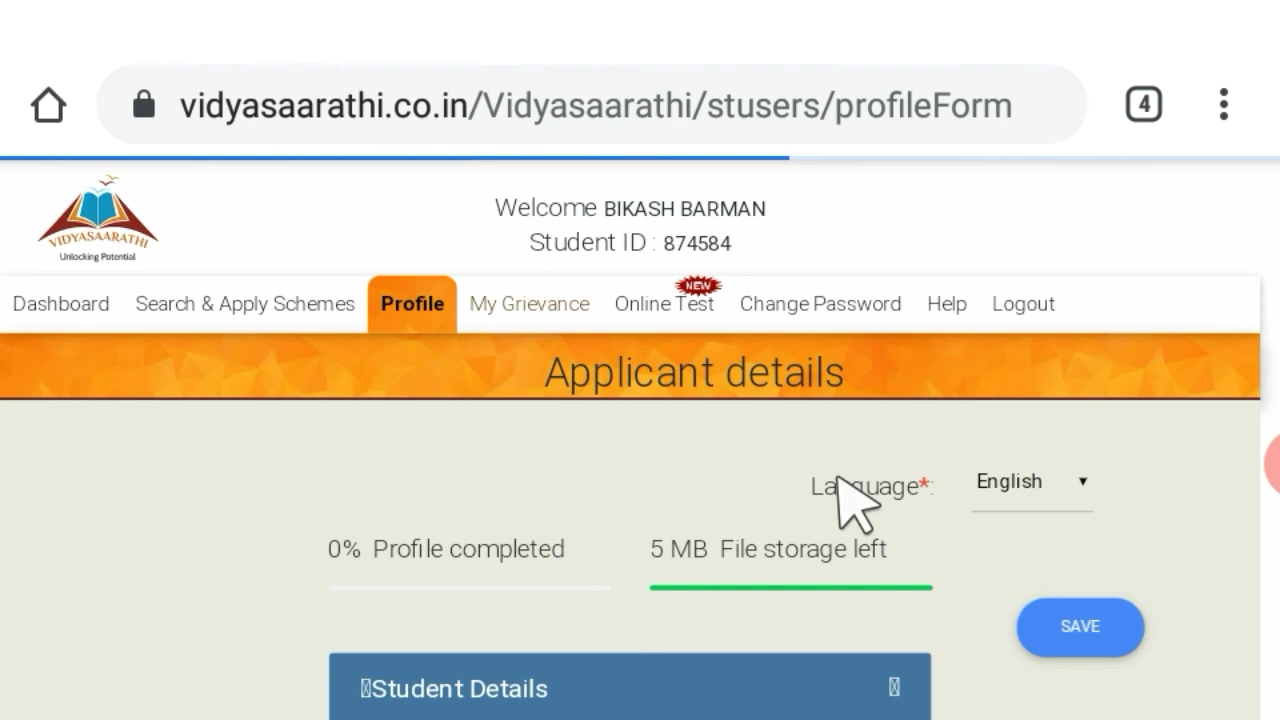 vidyasaarathi.co.in/Vidyasaarathi/stusers/profileForm
4
VIDYASAARATHI
Unlocking Potential
Welcome BIKASH BARMAN
Student ID : 874584
NEW
Dashboard Search & Apply Schemes Profile My Grievance Online Test Change Password Help Logout
Applicant details
Language*: English
0% Profile completed 5 MB File storage left
SAVE
Student Details